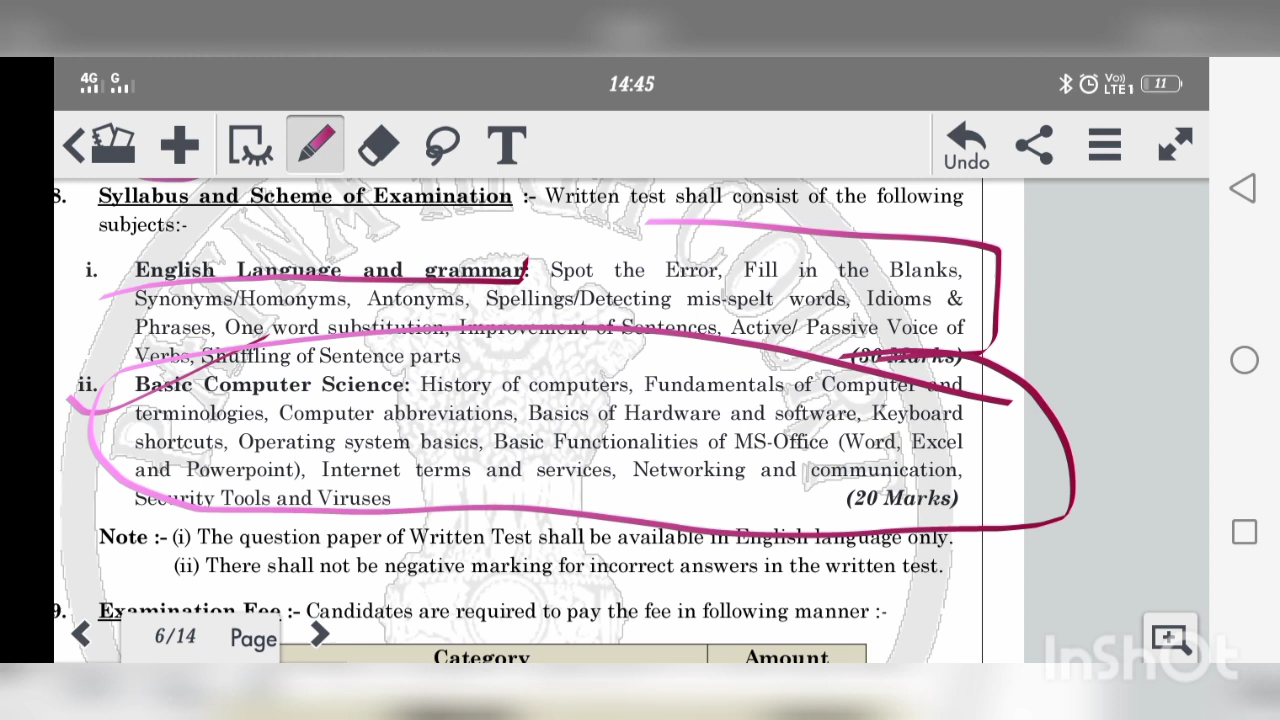 4G G 14:45 Vo)) LTE1 11
Undo
8. Syllabus and Scheme of Examination :- Written test shall consist of the following
subjects:-
i. English Language and grammar: Spot the Error, Fill in the Blanks,
Synonyms/Homonyms, Antonyms, Spellings/Detecting mis-spelt words, Idioms &
Phrases, One word substitution, Improvement of Sentences, Active/ Passive Voice of
Verbs, Shuffling of Sentence parts (30 Marks)
ii. Basic Computer Science: History of computers, Fundamentals of Computer and
terminologies, Computer abbreviations, Basics of Hardware and software, Keyboard
shortcuts, Operating system basics, Basic Functionalities of MS-Office (Word, Excel
and Powerpoint), Internet terms and services, Networking and communication,
Security Tools and Viruses (20 Marks)
Note :- (i) The question paper of Written Test shall be available in English language only.
(ii) There shall not be negative marking for incorrect answers in the written test.
9. Examination Fee :- Candidates are required to pay the fee in following manner :-
6/14 Page
Category Amount
InShOt